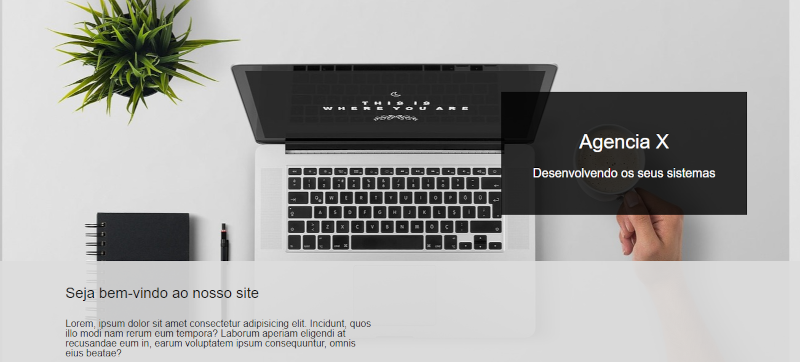 THIS IS
WHERE YOU ARE
Agencia X
Desenvolvendo os seus sistemas
Seja bem-vindo ao nosso site
Lorem, ipsum dolor sit amet consectetur adipisicing elit. Incidunt, quos
illo modi nam rerum eum tempora? Laborum aperiam eligendi at
recusandae eum in, earum voluptatem ipsum consequuntur, omnis
eius beatae?